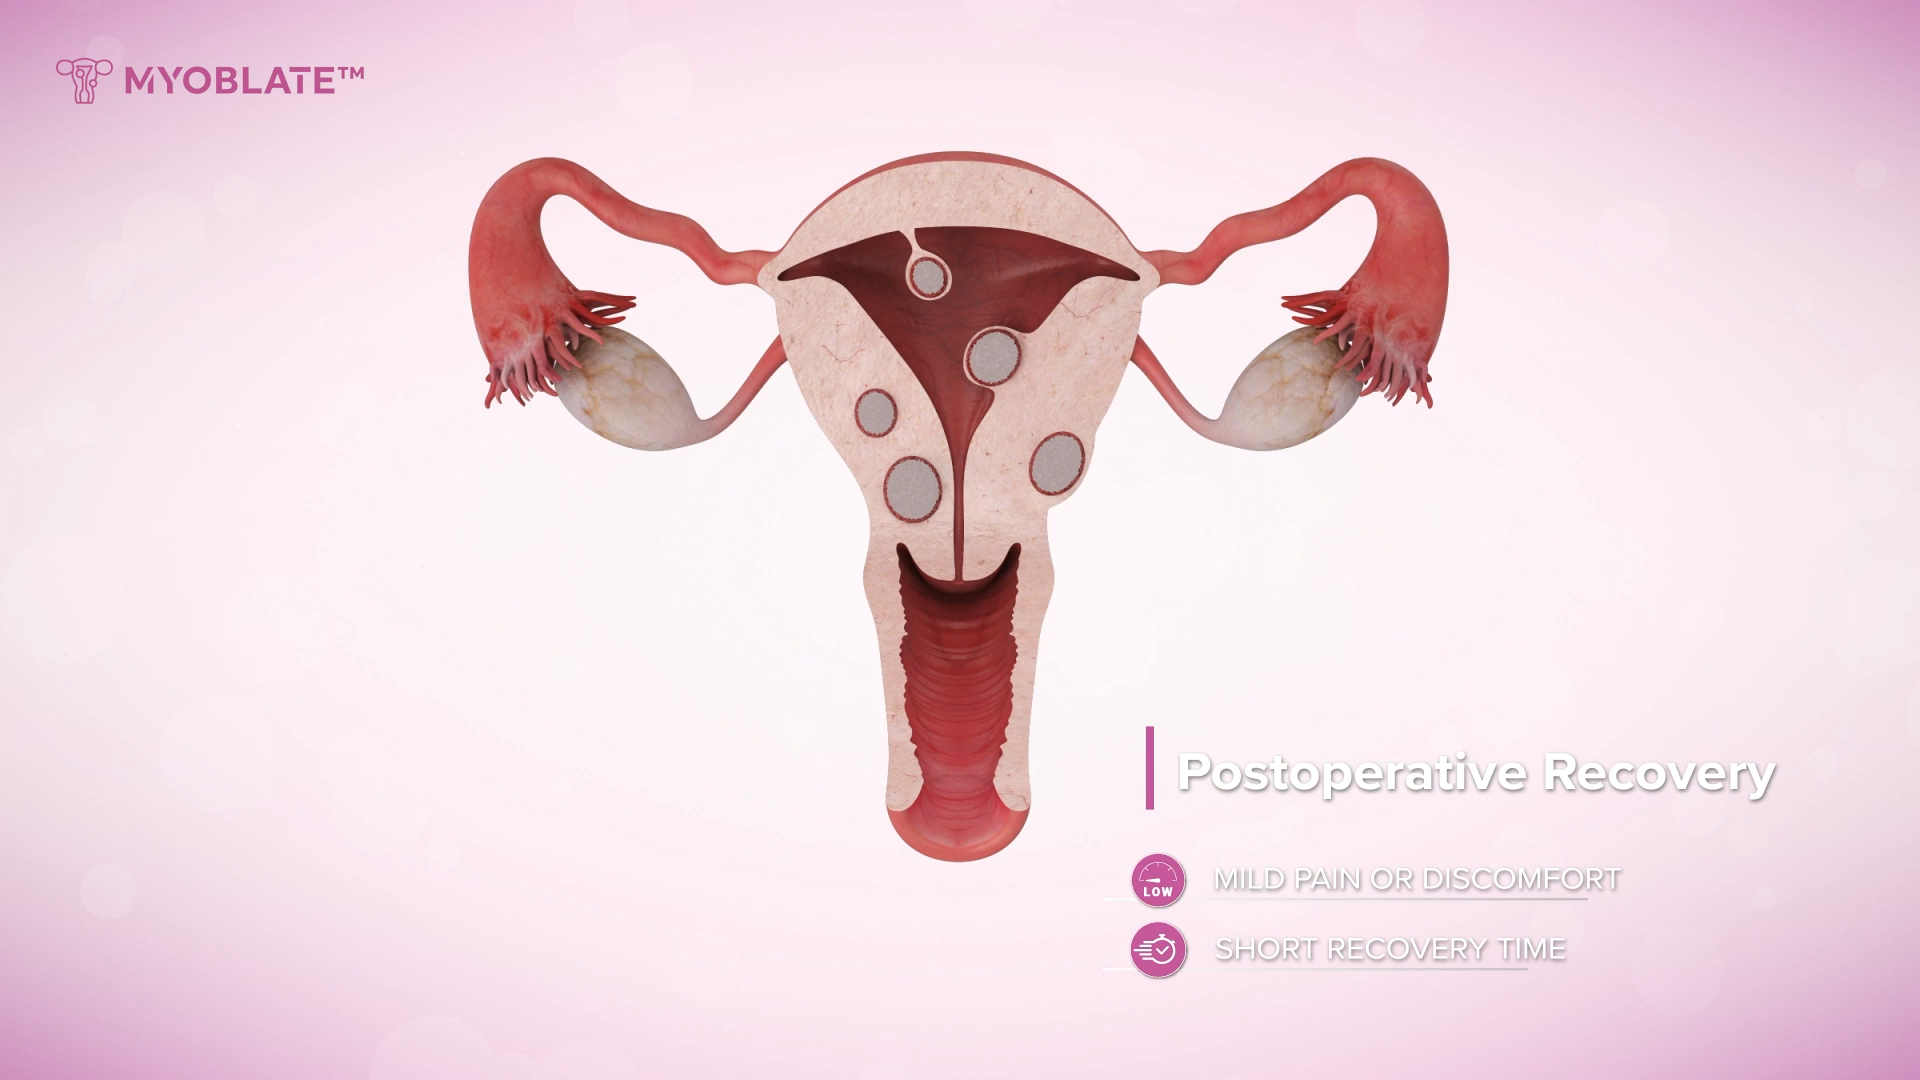 MYOBLATE™
Postoperative Recovery
LOW
MILD PAIN OR DISCOMFORT
SHORT RECOVERY TIME